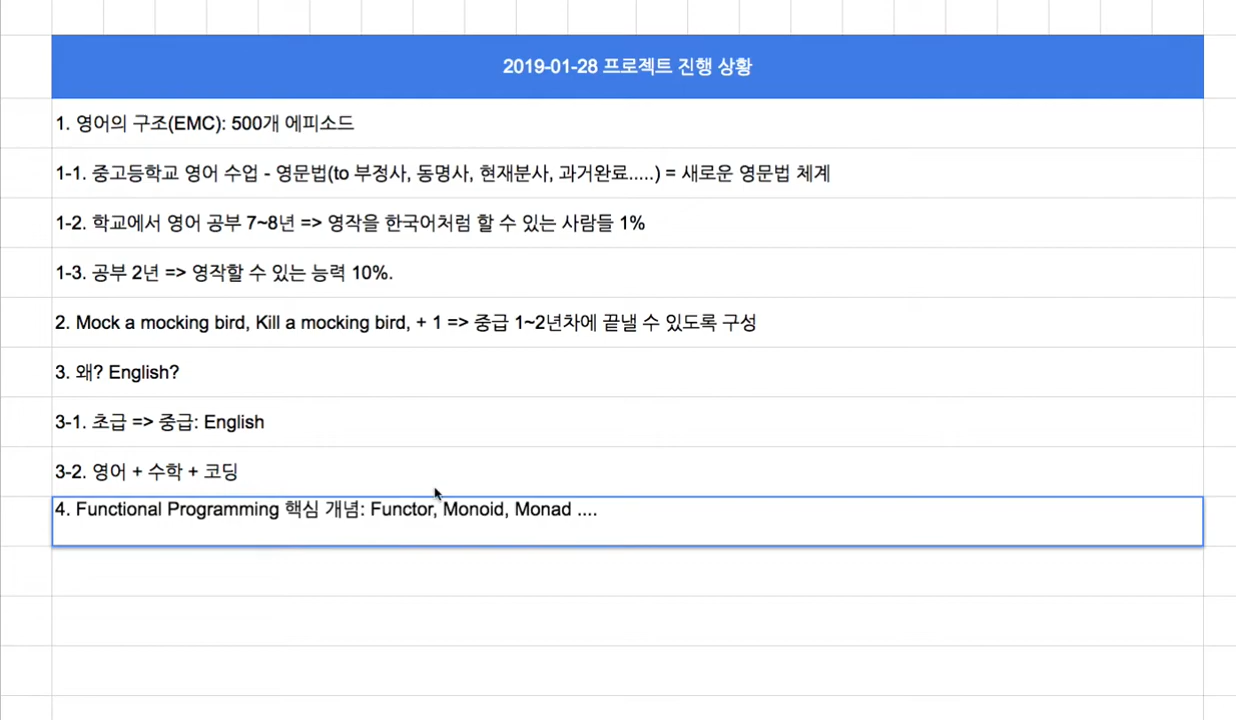 2019-01-28 프로젝트 진행 상황
1. 영어의 구조(EMC): 500개 에피소드
1-1. 중고등학교 영어 수업 - 영문법(to 부정사, 동명사, 현재분사, 과거완료.....) = 새로운 영문법 체계
1-2. 학교에서 영어 공부 7~8년 => 영작을 한국어처럼 할 수 있는 사람들 1%
1-3. 공부 2년 => 영작할 수 있는 능력 10%.
2. Mock a mocking bird, Kill a mocking bird, + 1 => 중급 1~2년차에 끝낼 수 있도록 구성
3. 왜? English?
3-1. 초급 => 중급: English
3-2. 영어 + 수학 + 코딩
4. Functional Programming 핵심 개념: Functor, Monoid, Monad ....